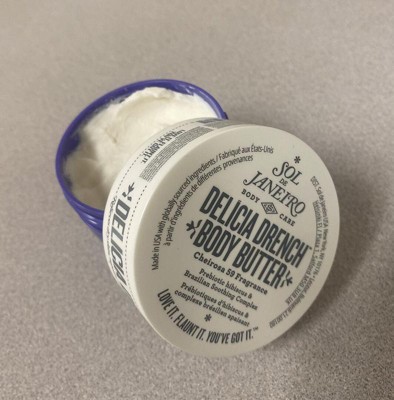 SOL
DE
JANEIRO
BODY CARE
DELICIA DRENCH
BODY BUTTER
Cheirosa 59 Fragrance
Prebiotic hibiscus &
Brazilian Soothing Complex
Prébiotiques d'hibiscus &
complexe brésilien apaisant
LOVE IT. FLAUNT IT. YOU'VE GOT IT.™
Made in USA with globally sourced ingredients / Fabriqué aux États-Unis
à partir d'ingrédients de différentes provenances
DELICIA